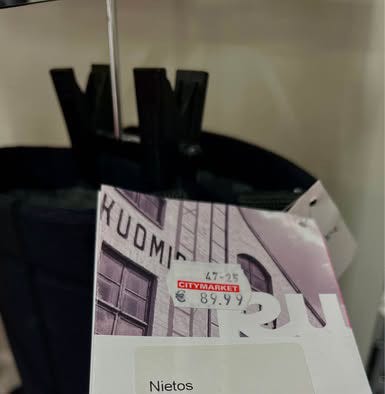 KUOMI
47-25
CITYMARKET
€ 89.99
Nietos